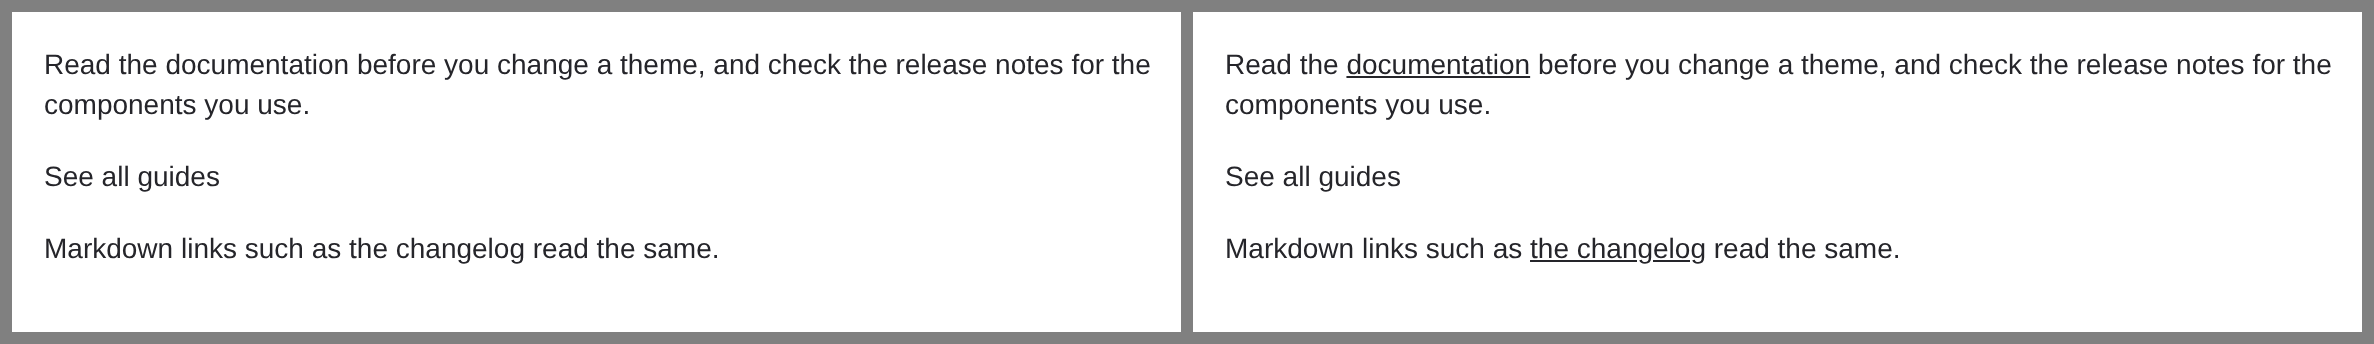 Read the documentation before you change a theme, and check the release notes for the
components you use.
See all guides
Markdown links such as the changelog read the same.
Read the documentation before you change a theme, and check the release notes for the
components you use.
See all guides
Markdown links such as the changelog read the same.